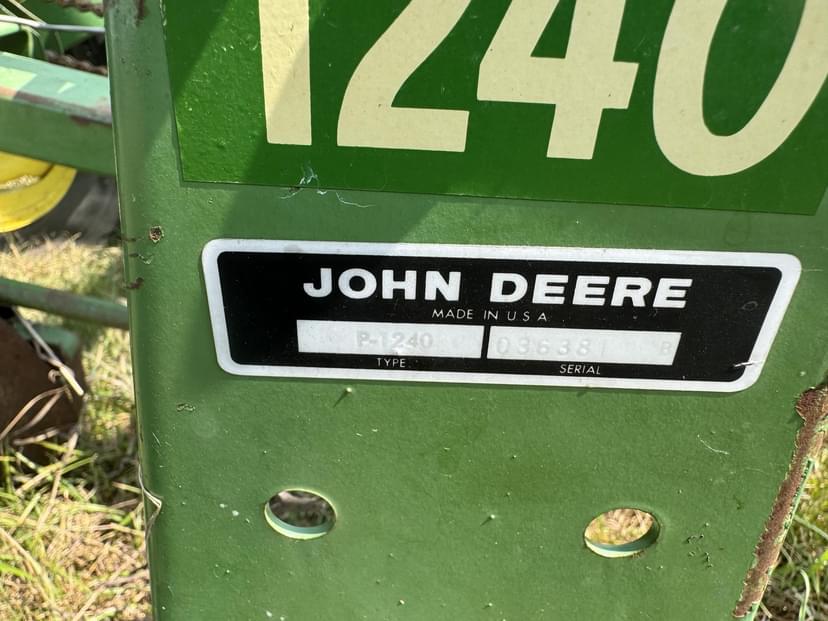 1240
JOHN DEERE
MADE IN U S A
P-1240 036381 B
TYPE SERIAL